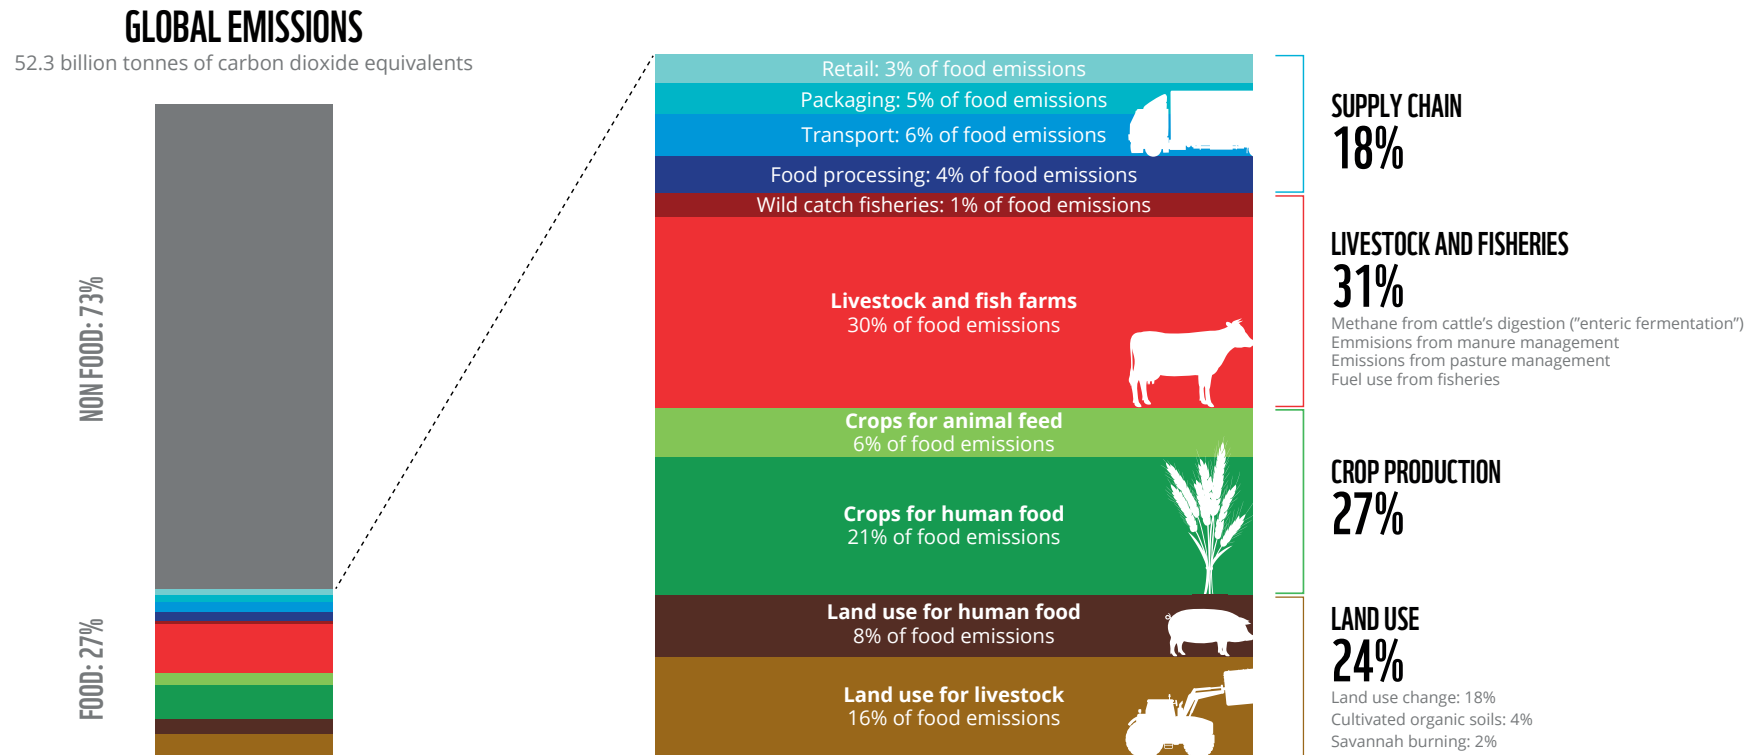 GLOBAL EMISSIONS
52.3 billion tonnes of carbon dioxide equivalents
NON FOOD: 73%
FOOD: 27%
Retail: 3% of food emissions
Packaging: 5% of food emissions
Transport: 6% of food emissions
Food processing: 4% of food emissions
Wild catch fisheries: 1% of food emissions
Livestock and fish farms
30% of food emissions
Crops for animal feed
6% of food emissions
Crops for human food
21% of food emissions
Land use for human food
8% of food emissions
Land use for livestock
16% of food emissions
SUPPLY CHAIN
18%
LIVESTOCK AND FISHERIES
31%
Methane from cattle's digestion ("enteric fermentation")
Emmisions from manure management
Emissions from pasture management
Fuel use from fisheries
CROP PRODUCTION
27%
LAND USE
24%
Land use change: 18%
Cultivated organic soils: 4%
Savannah burning: 2%